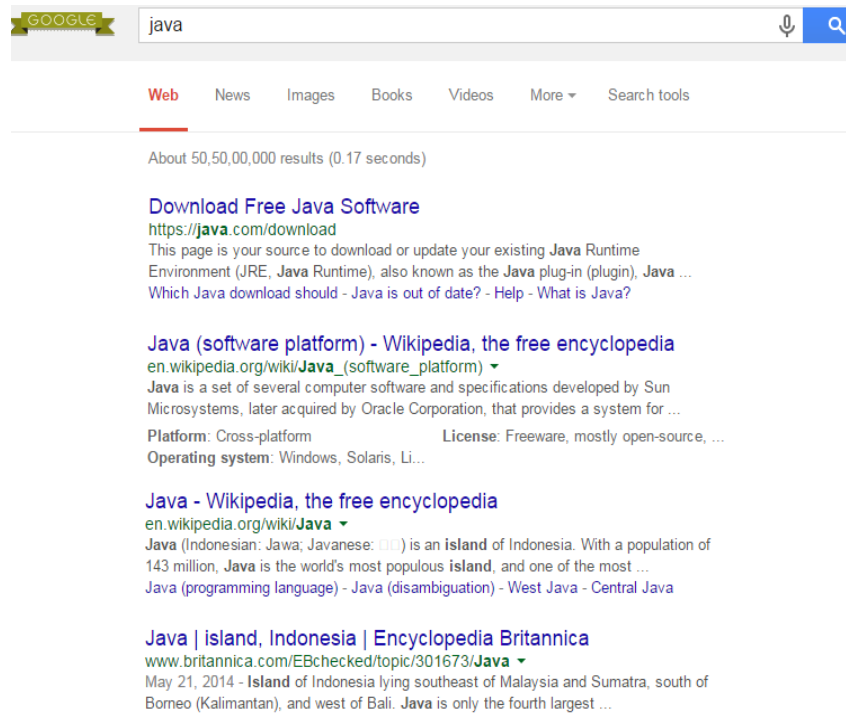 GOOGLE
java
Web News Images Books Videos More Search tools
About 50,50,00,000 results (0.17 seconds)
Download Free Java Software
https://java.com/download
This page is your source to download or update your existing Java Runtime
Environment (JRE, Java Runtime), also known as the Java plug-in (plugin), Java ...
Which Java download should - Java is out of date? - Help - What is Java?
Java (software platform) - Wikipedia, the free encyclopedia
en.wikipedia.org/wiki/Java_(software_platform)
Java is a set of several computer software and specifications developed by Sun
Microsystems, later acquired by Oracle Corporation, that provides a system for ...
Platform: Cross-platform License: Freeware, mostly open-source, ...
Operating system: Windows, Solaris, Li...
Java - Wikipedia, the free encyclopedia
en.wikipedia.org/wiki/Java
Java (Indonesian: Jawa; Javanese: □□) is an island of Indonesia. With a population of
143 million, Java is the world's most populous island, and one of the most ...
Java (programming language) - Java (disambiguation) - West Java - Central Java
Java | island, Indonesia | Encyclopedia Britannica
www.britannica.com/EBchecked/topic/301673/Java
May 21, 2014 - Island of Indonesia lying southeast of Malaysia and Sumatra, south of
Borneo (Kalimantan), and west of Bali. Java is only the fourth largest ...